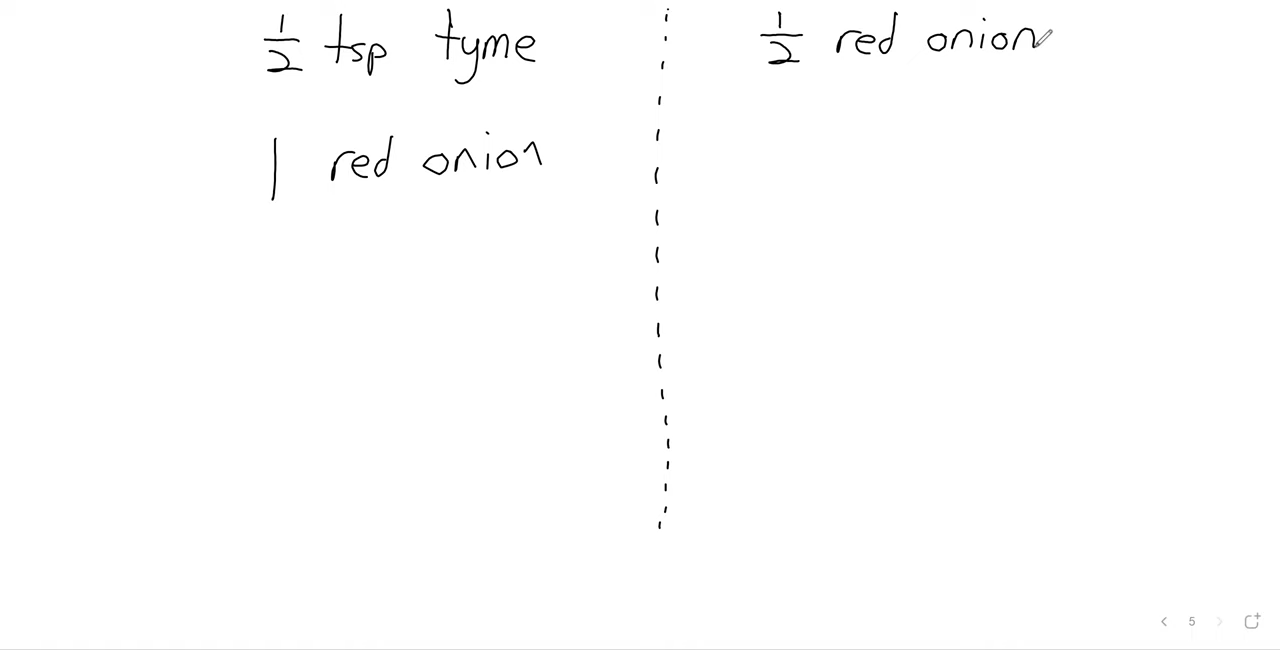 ½ tsp tyme
1 red onion
½ red onion
5